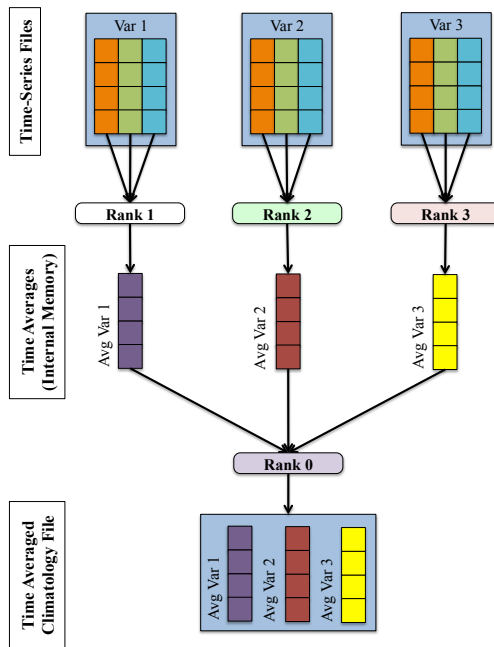 Time-Series Files
Var 1
Var 2
Var 3
Rank 1
Rank 2
Rank 3
Time Averages
(Internal Memory)
Avg Var 1
Avg Var 2
Avg Var 3
Rank 0
Time Averaged
Climatology File
Avg Var 1
Avg Var 2
Avg Var 3